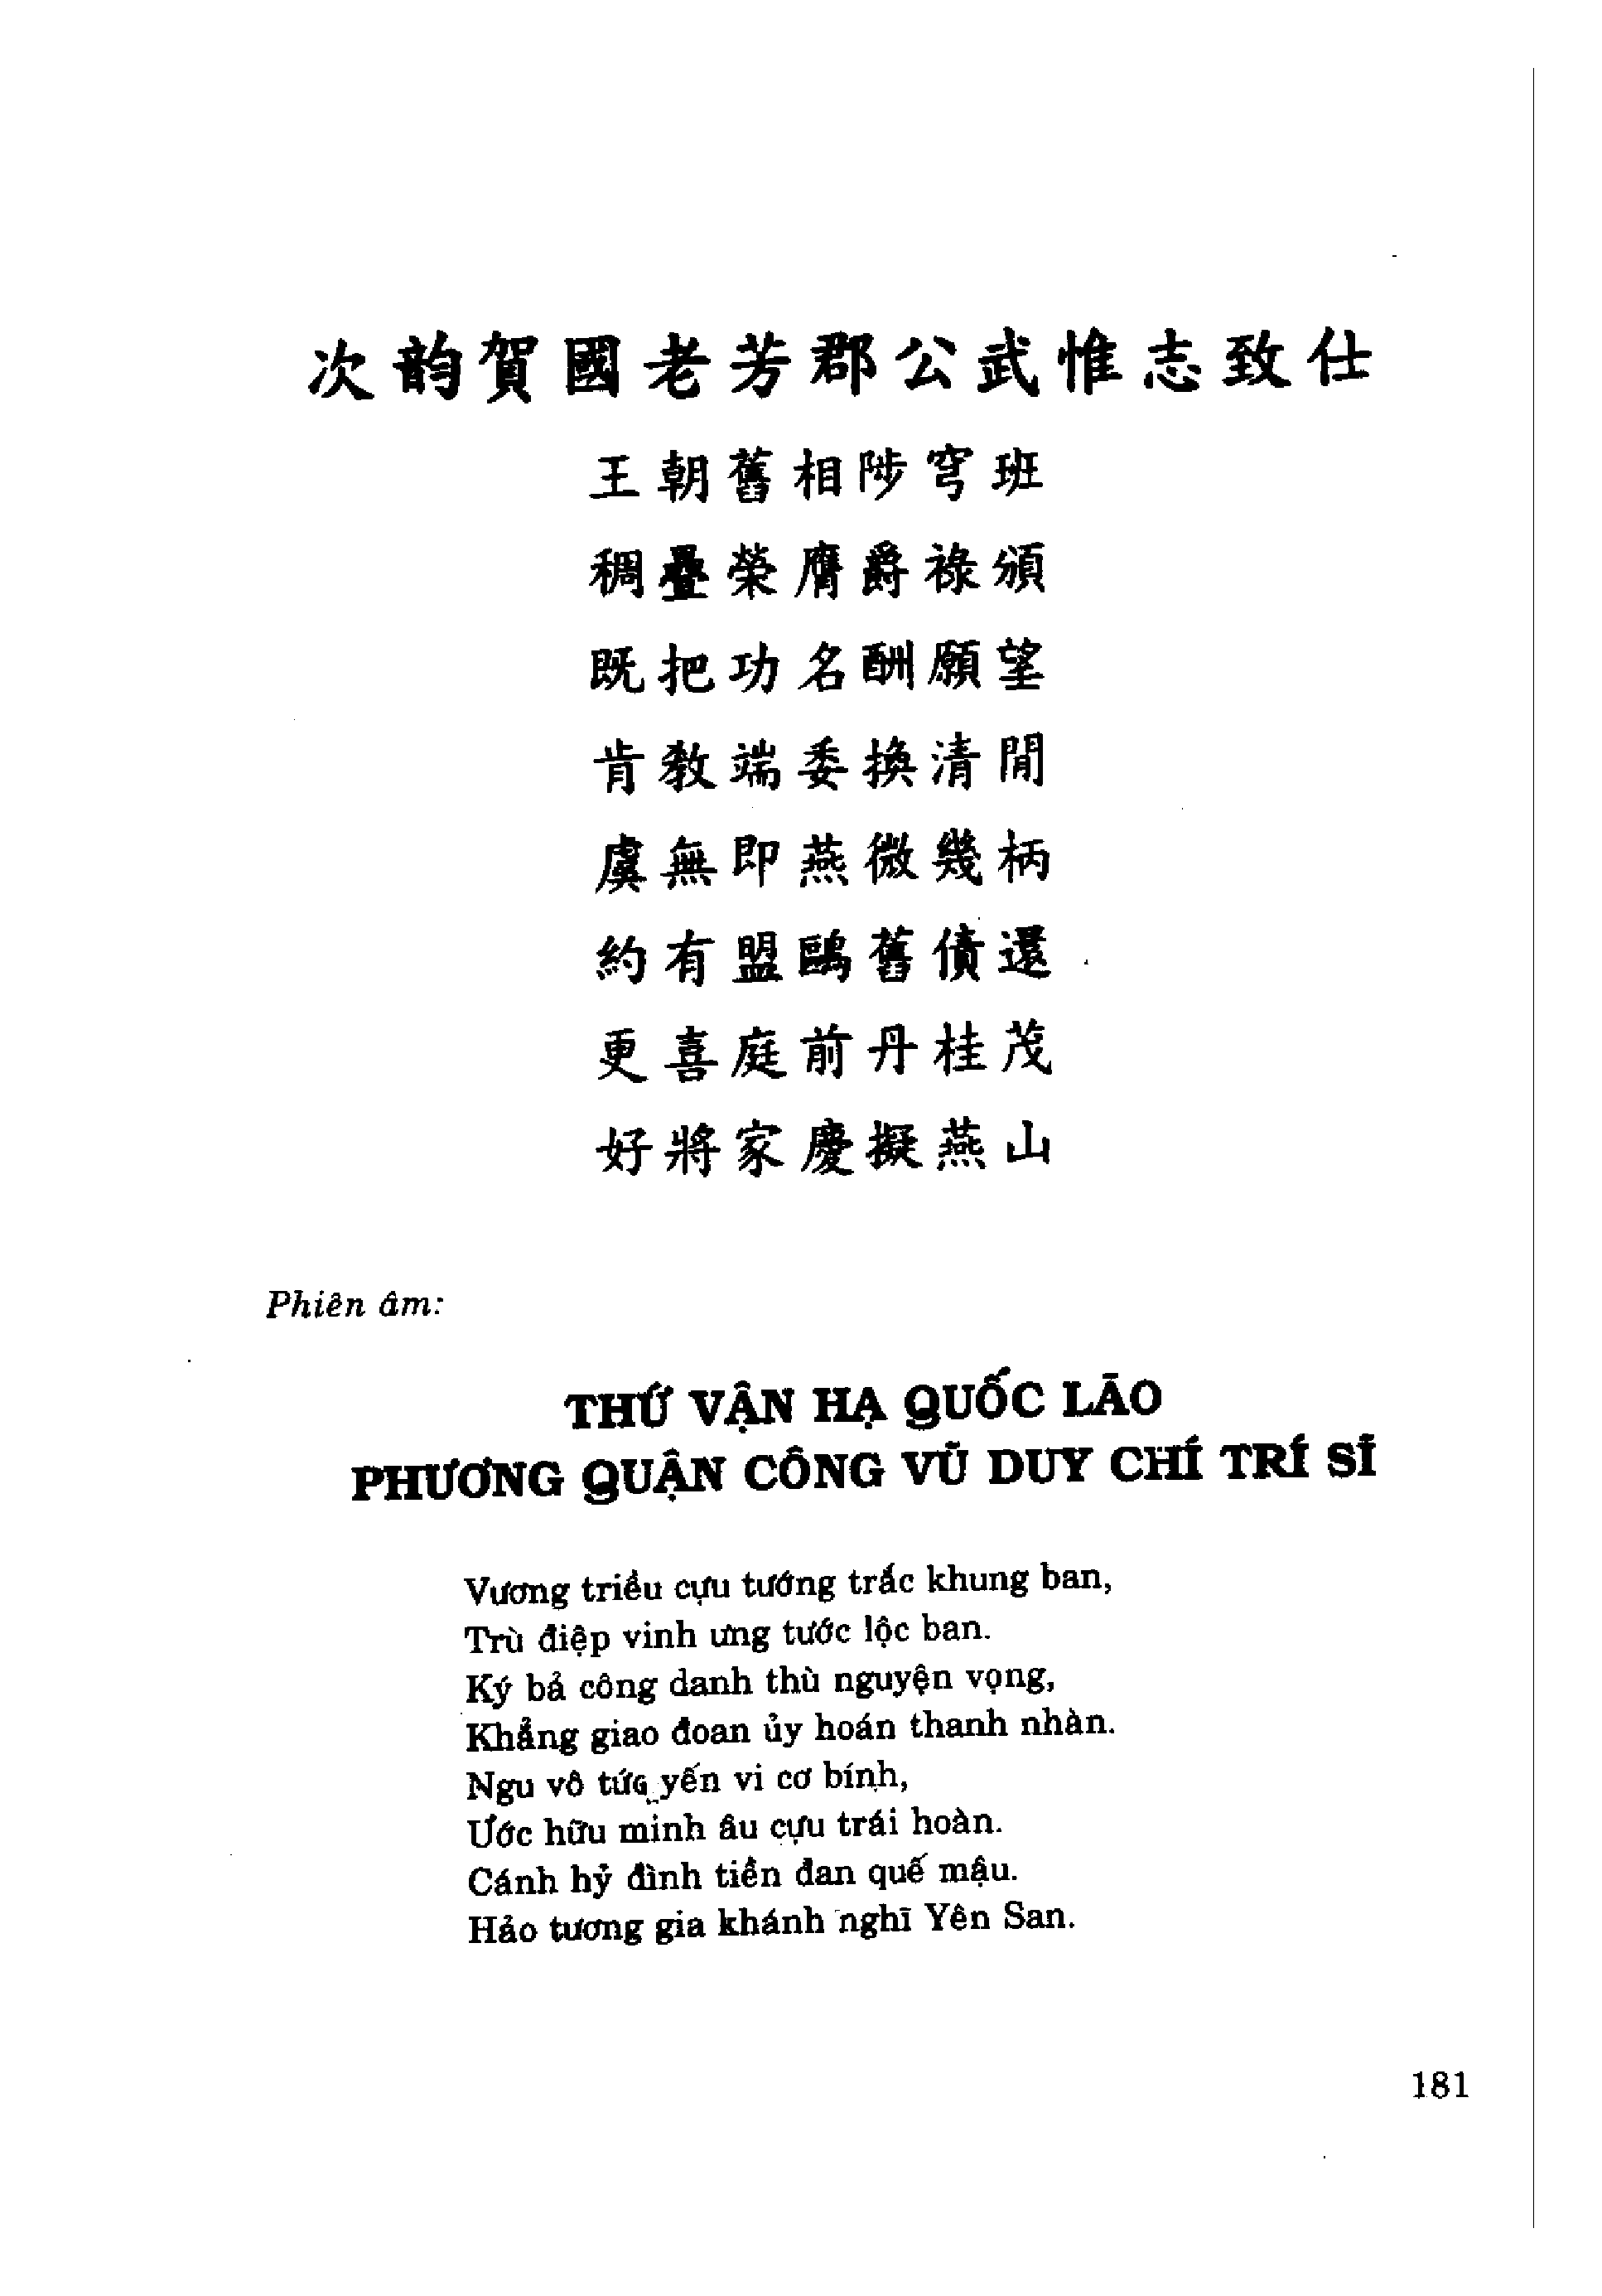 次韵賀國老芳郡公武惟志致仕
王朝舊相陟穹班
稠疊榮膺爵祿頒
既把功名酬願望
肯教端委換清閒
虞無即燕微幾柄
約有盟鷗舊債還
更喜庭前丹桂茂
好將家慶擬燕山
Phiên âm:
THỨ VẬN HẠ QUỐC LÃO
PHƯƠNG QUẬN CÔNG VŨ DUY CHÍ TRÍ SĨ
Vương triều cựu tướng trắc khung ban,
Trù điệp vinh ưng tước lộc ban.
Ký bả công danh thù nguyện vọng,
Khẳng giao đoan ủy hoán thanh nhàn.
Ngu vô tức yến vi cơ bính,
Ước hữu minh âu cựu trái hoàn.
Cánh hỷ đình tiền đan quế mậu.
Hảo tương gia khánh nghĩ Yên San.
181